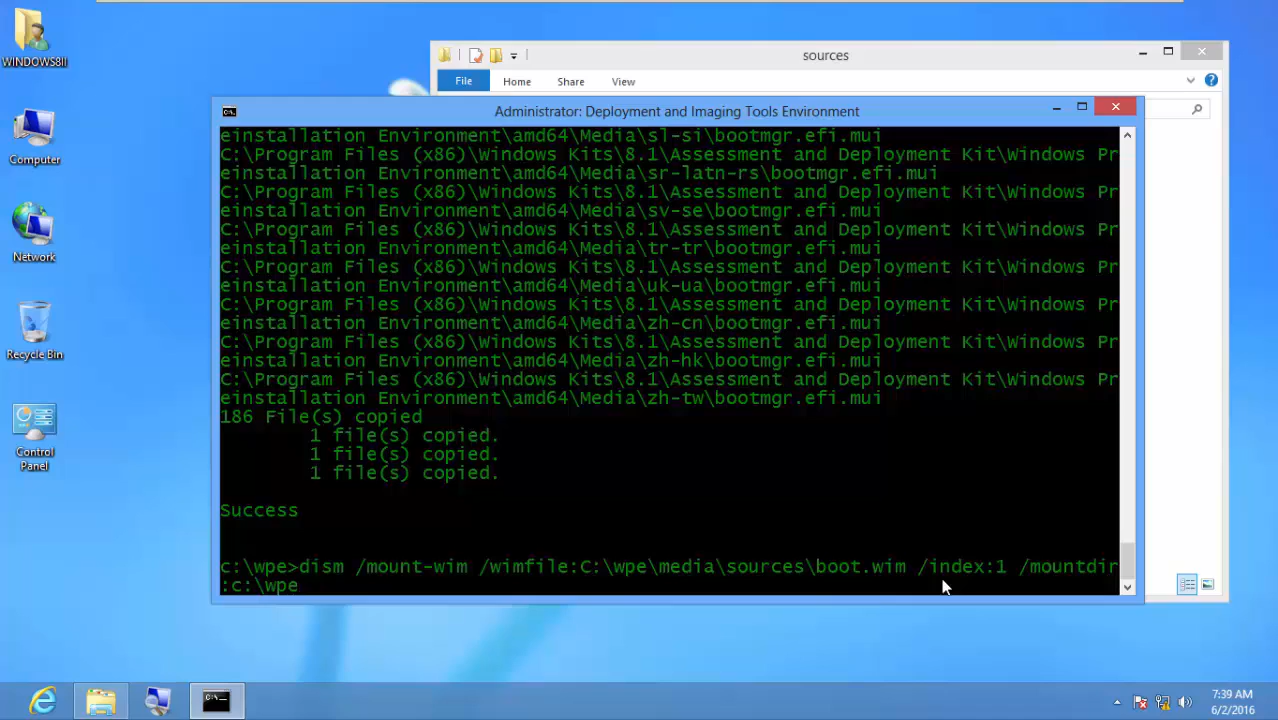 WINDOWS8II
Computer
Network
Recycle Bin
Control
Panel
sources
File Home Share View
Administrator: Deployment and Imaging Tools Environment
einstallation Environment\amd64\Media\sl-si\bootmgr.efi.mui
C:\Program Files (x86)\Windows Kits\8.1\Assessment and Deployment Kit\Windows Pr
einstallation Environment\amd64\Media\sr-latn-rs\bootmgr.efi.mui
C:\Program Files (x86)\Windows Kits\8.1\Assessment and Deployment Kit\Windows Pr
einstallation Environment\amd64\Media\sv-se\bootmgr.efi.mui
C:\Program Files (x86)\Windows Kits\8.1\Assessment and Deployment Kit\Windows Pr
einstallation Environment\amd64\Media\tr-tr\bootmgr.efi.mui
C:\Program Files (x86)\Windows Kits\8.1\Assessment and Deployment Kit\Windows Pr
einstallation Environment\amd64\Media\uk-ua\bootmgr.efi.mui
C:\Program Files (x86)\Windows Kits\8.1\Assessment and Deployment Kit\Windows Pr
einstallation Environment\amd64\Media\zh-cn\bootmgr.efi.mui
C:\Program Files (x86)\Windows Kits\8.1\Assessment and Deployment Kit\Windows Pr
einstallation Environment\amd64\Media\zh-hk\bootmgr.efi.mui
C:\Program Files (x86)\Windows Kits\8.1\Assessment and Deployment Kit\Windows Pr
einstallation Environment\amd64\Media\zh-tw\bootmgr.efi.mui
186 File(s) copied
1 file(s) copied.
1 file(s) copied.
1 file(s) copied.
Success
c:\wpe>dism /mount-wim /wimfile:C:\wpe\media\sources\boot.wim /index:1 /mountdir
:c:\wpe
7:39 AM
6/2/2016